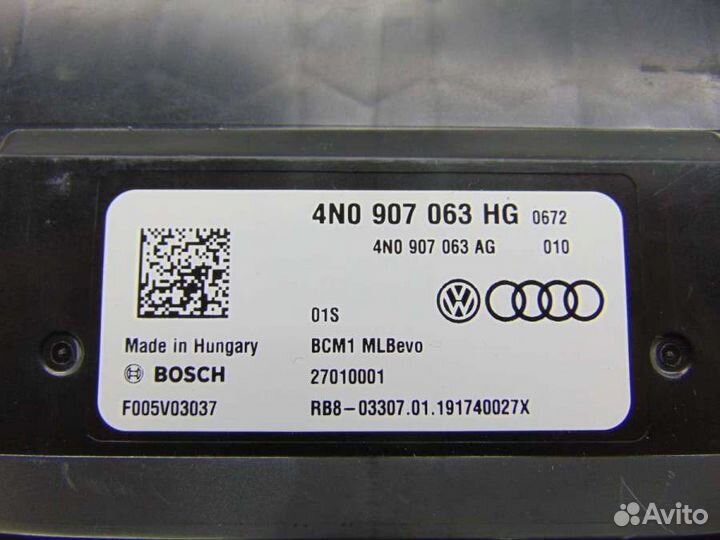 4N0 907 063 HG 0672
4N0 907 063 AG 010
01S
Made in Hungary BCM1 MLBevo
BOSCH 27010001
F005V03037 RB8-03307.01.191740027X
Avito